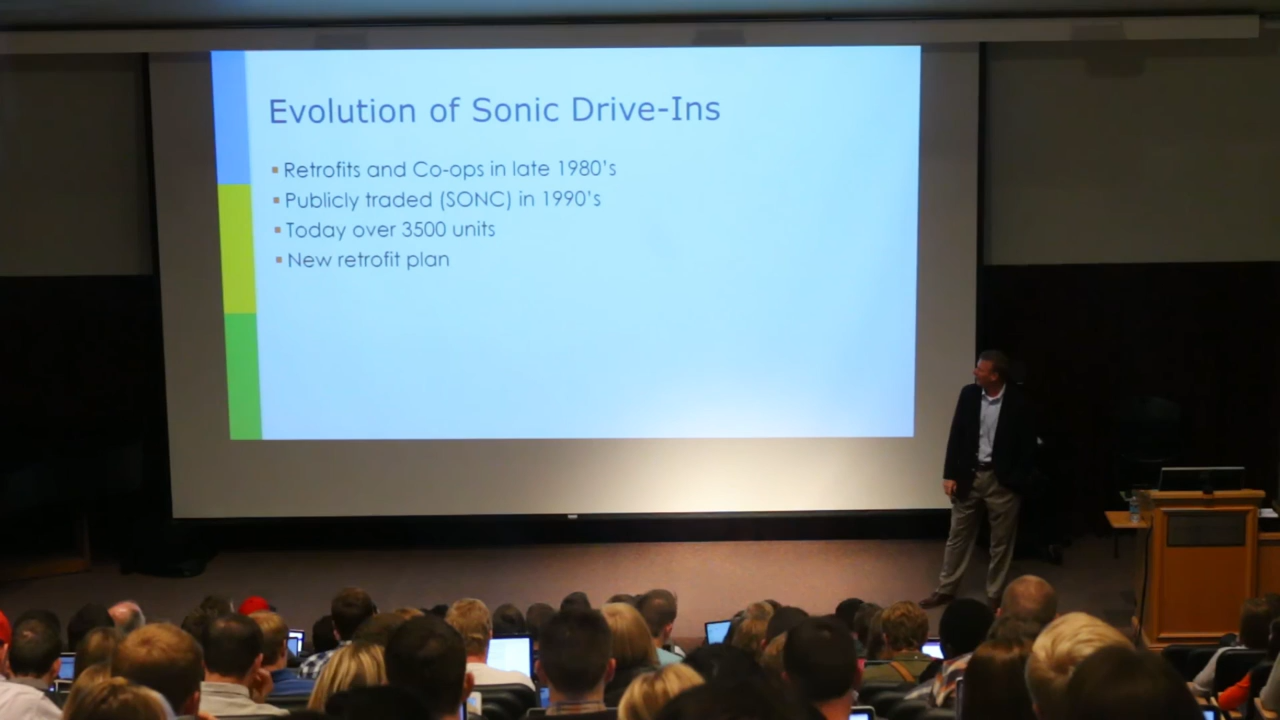 Evolution of Sonic Drive-Ins
▪ Retrofits and Co-ops in late 1980's
▪ Publicly traded (SONC) in 1990's
▪ Today over 3500 units
▪ New retrofit plan